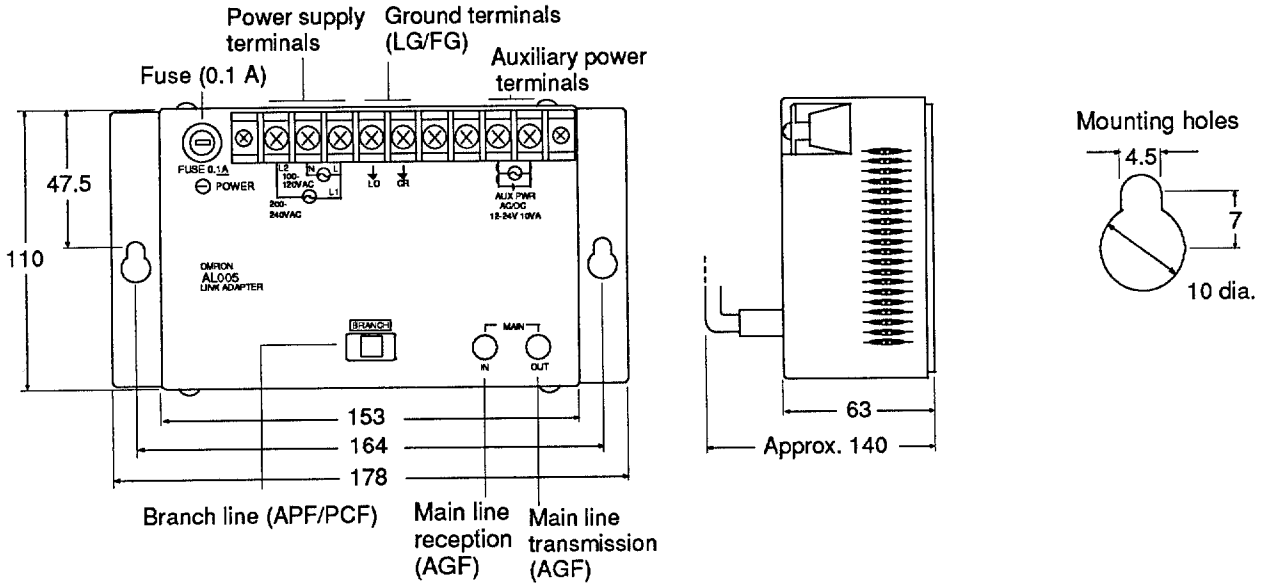 Power supply
terminals
Ground terminals
(LG/FG)
Auxiliary power
terminals
Fuse (0.1 A)
FUSE 0.1A
POWER
L2
N
L
100-
120VAC
L1
200-
240VAC
LG
GR
AUX PWR
AC/DC
12-24V 10VA
47.5
110
OMRON
AL005
LINK ADAPTER
BRANCH
MAIN
IN
OUT
153
164
178
Branch line (APF/PCF)
Main line
reception
(AGF)
Main line
transmission
(AGF)
63
Approx. 140
Mounting holes
4.5
7
10 dia.